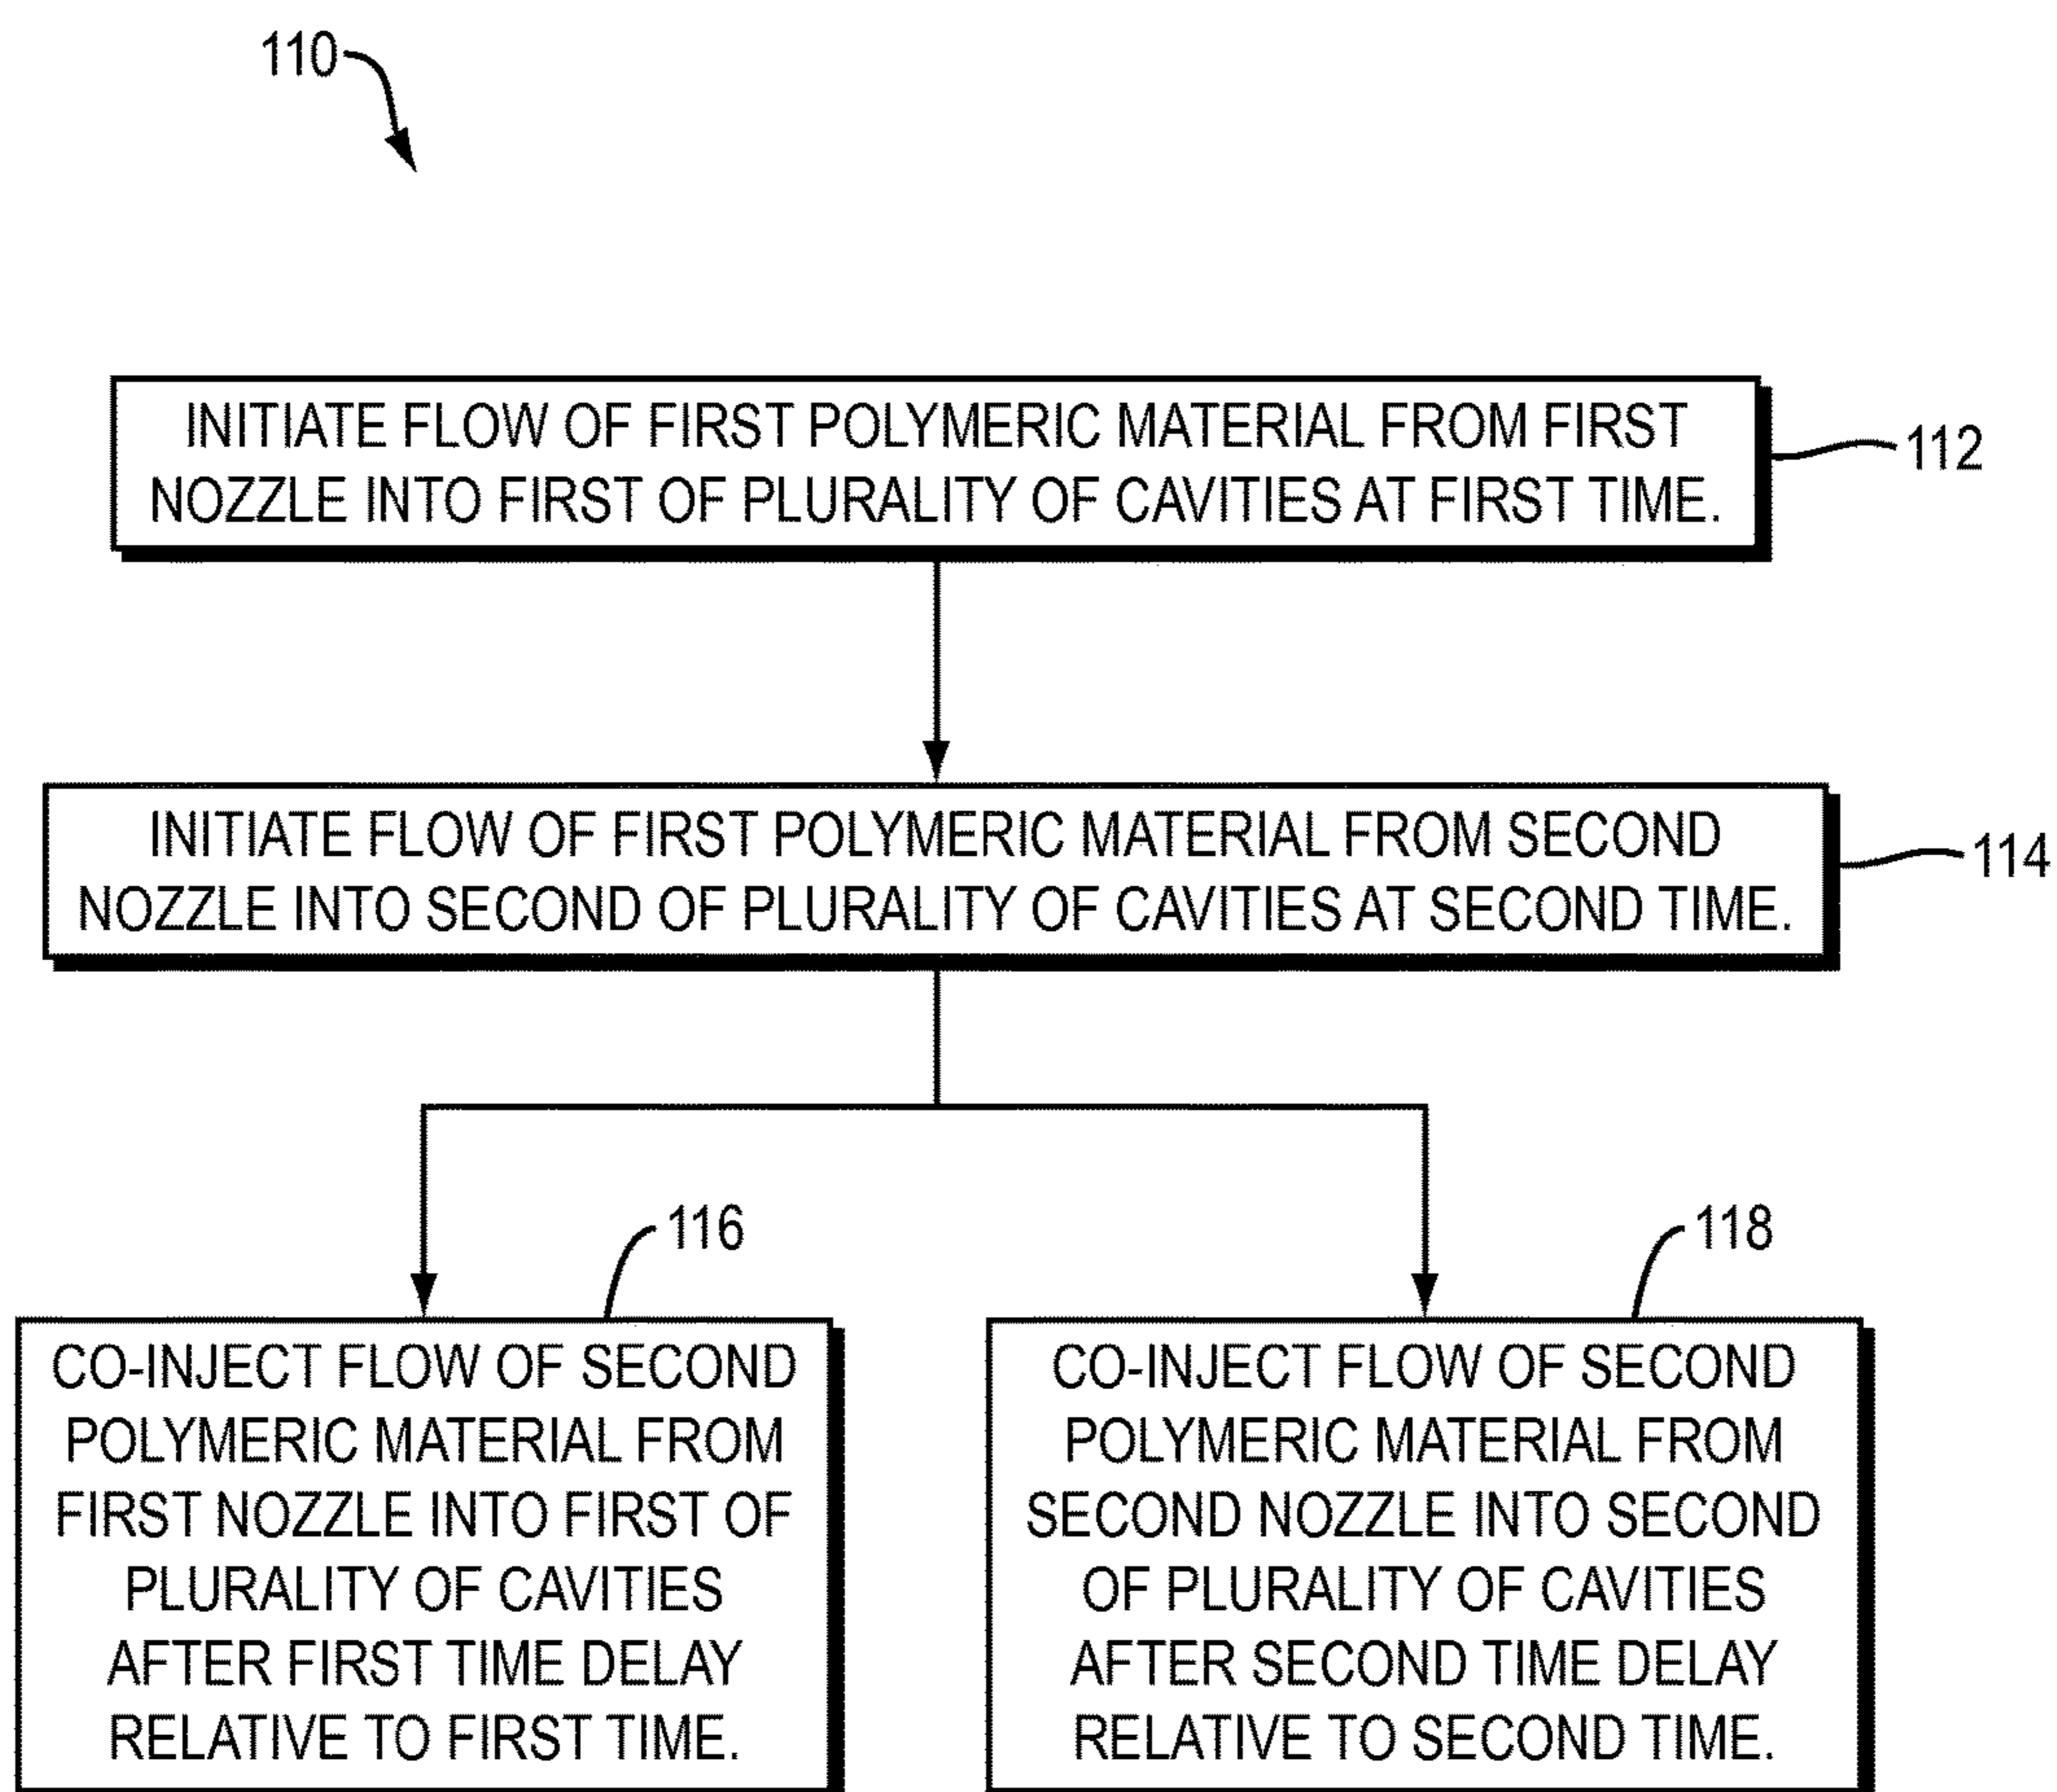 110
INITIATE FLOW OF FIRST POLYMERIC MATERIAL FROM FIRST
NOZZLE INTO FIRST OF PLURALITY OF CAVITIES AT FIRST TIME.
112
INITIATE FLOW OF FIRST POLYMERIC MATERIAL FROM SECOND
NOZZLE INTO SECOND OF PLURALITY OF CAVITIES AT SECOND TIME.
114
116
CO-INJECT FLOW OF SECOND
POLYMERIC MATERIAL FROM
FIRST NOZZLE INTO FIRST OF
PLURALITY OF CAVITIES
AFTER FIRST TIME DELAY
RELATIVE TO FIRST TIME.
118
CO-INJECT FLOW OF SECOND
POLYMERIC MATERIAL FROM
SECOND NOZZLE INTO SECOND
OF PLURALITY OF CAVITIES
AFTER SECOND TIME DELAY
RELATIVE TO SECOND TIME.